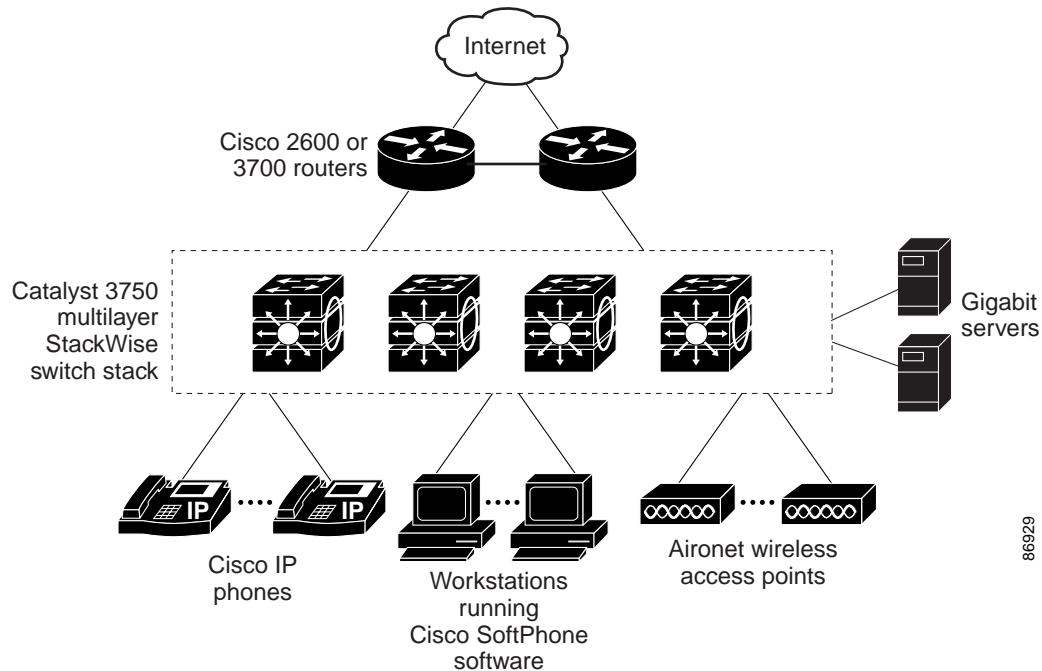 Internet
Cisco 2600 or
3700 routers
Catalyst 3750
multilayer
StackWise
switch stack
Gigabit
servers
IP
IP
Cisco IP
phones
Workstations
running
Cisco SoftPhone
software
Aironet wireless
access points
86929